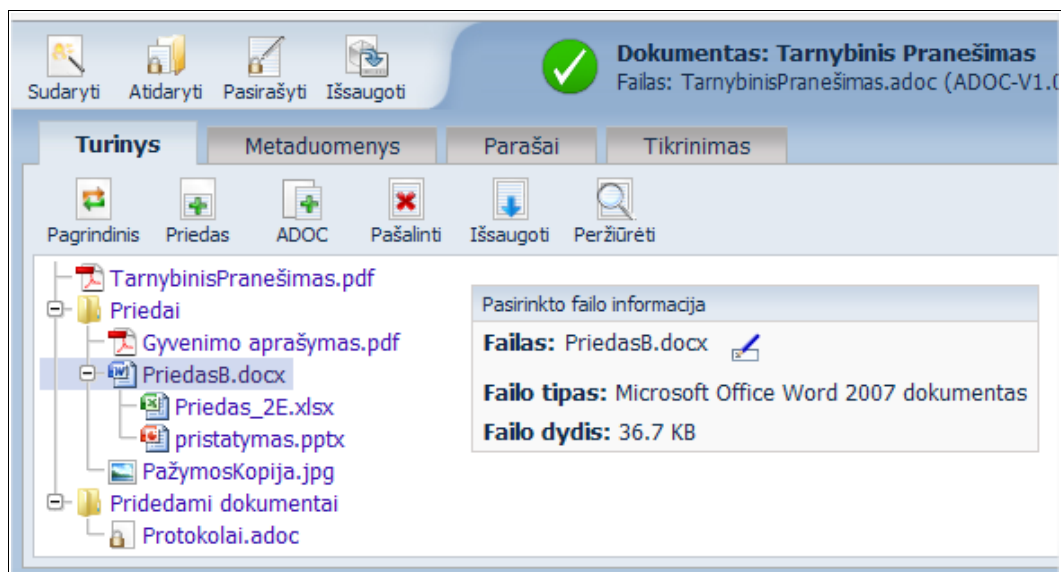 Dokumentas: Tarnybinis Pranešimas
Failas: TarnybinisPranešimas.adoc (ADOC-V1.0
Sudaryti Atidaryti Pasirašyti Išsaugoti
Turinys Metaduomenys Parašai Tikrinimas
Pagrindinis Priedas ADOC Pašalinti Išsaugoti Peržiūrėti
TarnybinisPranešimas.pdf
Priedai
Gyvenimo aprašymas.pdf
PriedasB.docx
Priedas_2E.xlsx
pristatymas.pptx
PažymosKopija.jpg
Pridedami dokumentai
Protokolai.adoc
Pasirinkto failo informacija
Failas: PriedasB.docx
Failo tipas: Microsoft Office Word 2007 dokumentas
Failo dydis: 36.7 KB